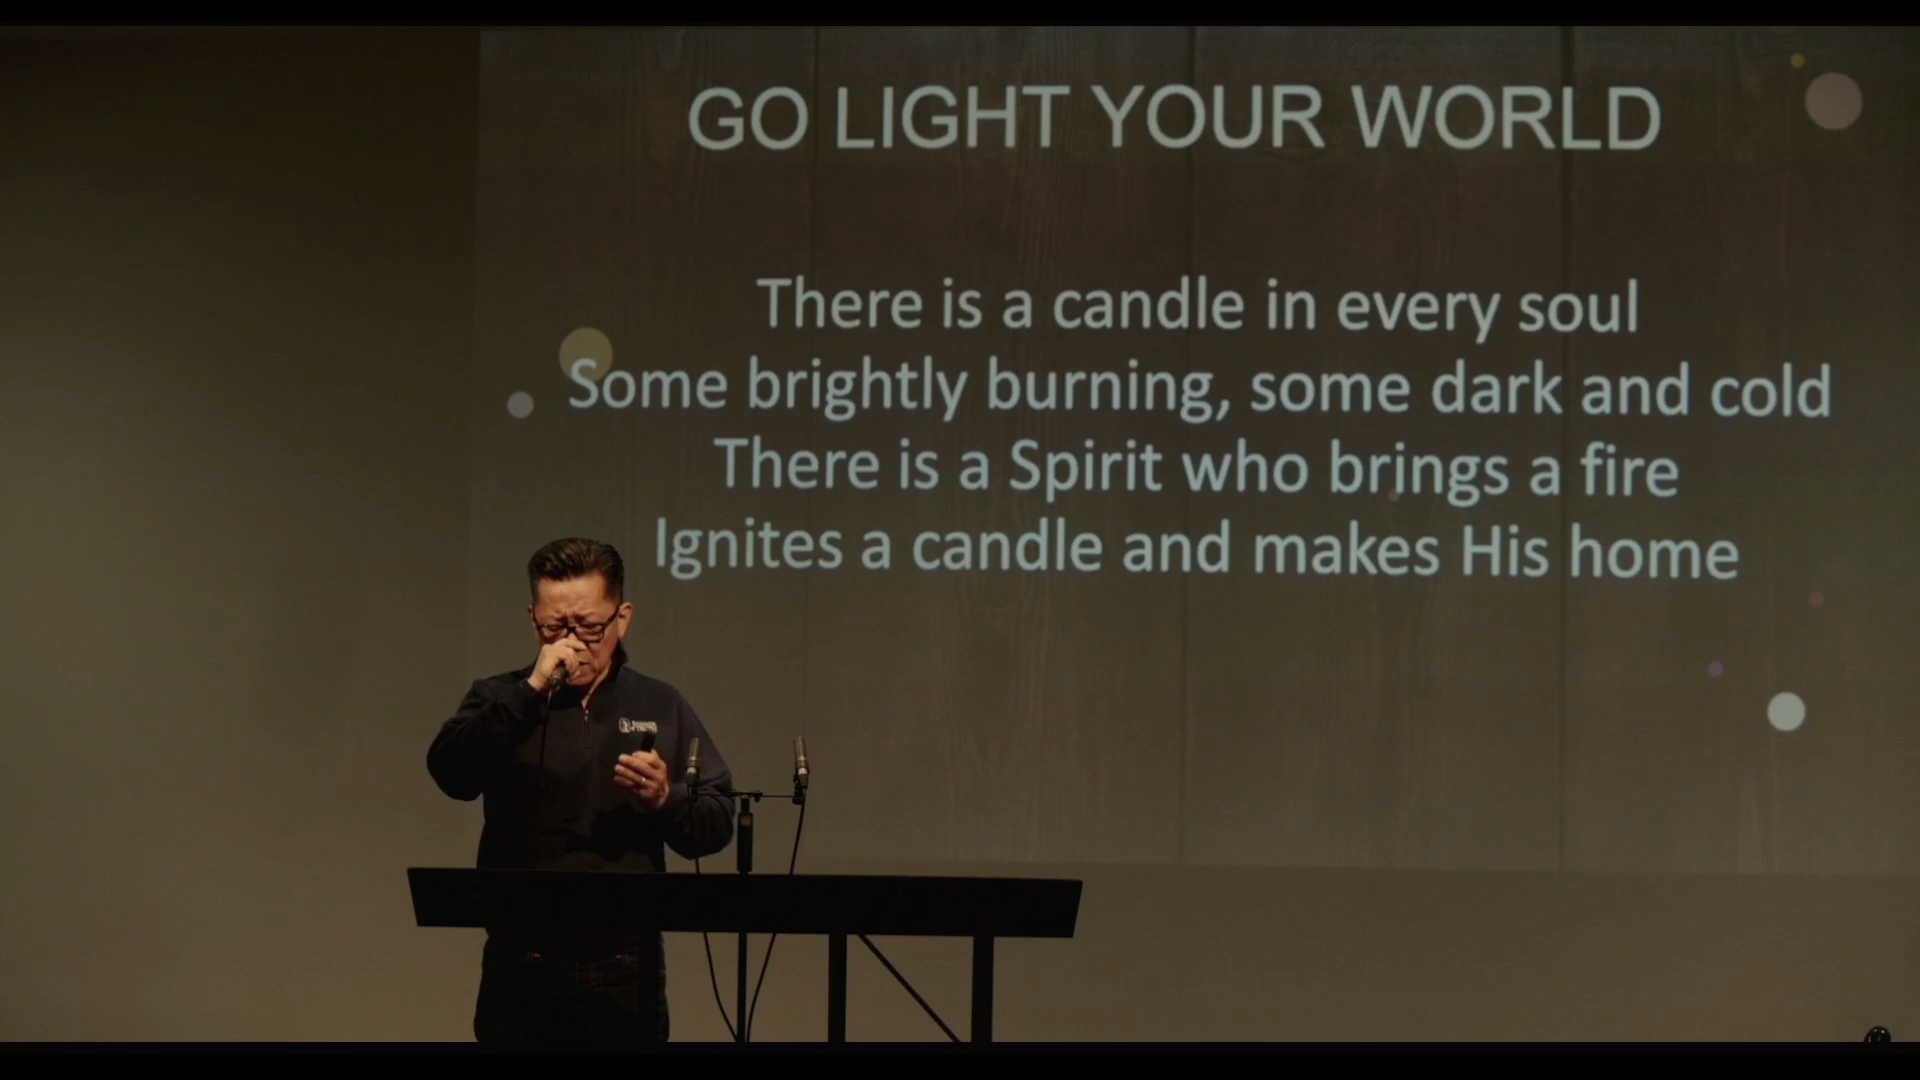 GO LIGHT YOUR WORLD
There is a candle in every soul
Some brightly burning, some dark and cold
There is a Spirit who brings a fire
Ignites a candle and makes His home